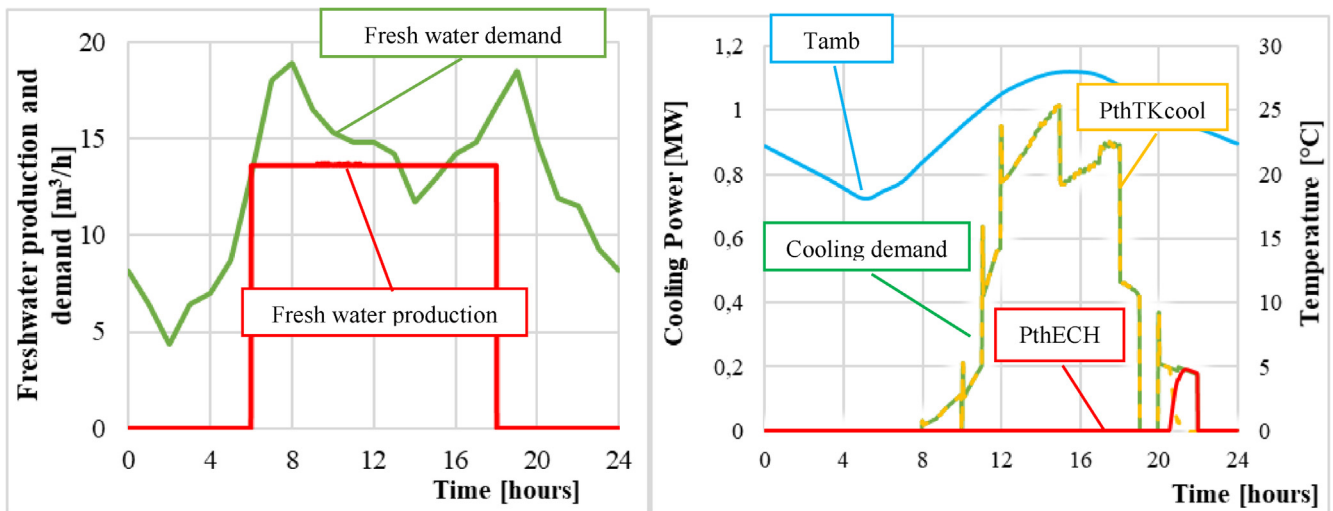 Freshwater production and
demand [m³/h]
20
15
10
5
0
0 4 8 12 16 20 24
Time [hours]
Fresh water demand
Fresh water production
Cooling Power [MW]
1,2
1
0,8
0,6
0,4
0,2
0
0 4 8 12 16 20 24
Time [hours]
Tamb
PthTKcool
Cooling demand
PthECH
30
25
20
15
10
5
0
Temperature [°C]